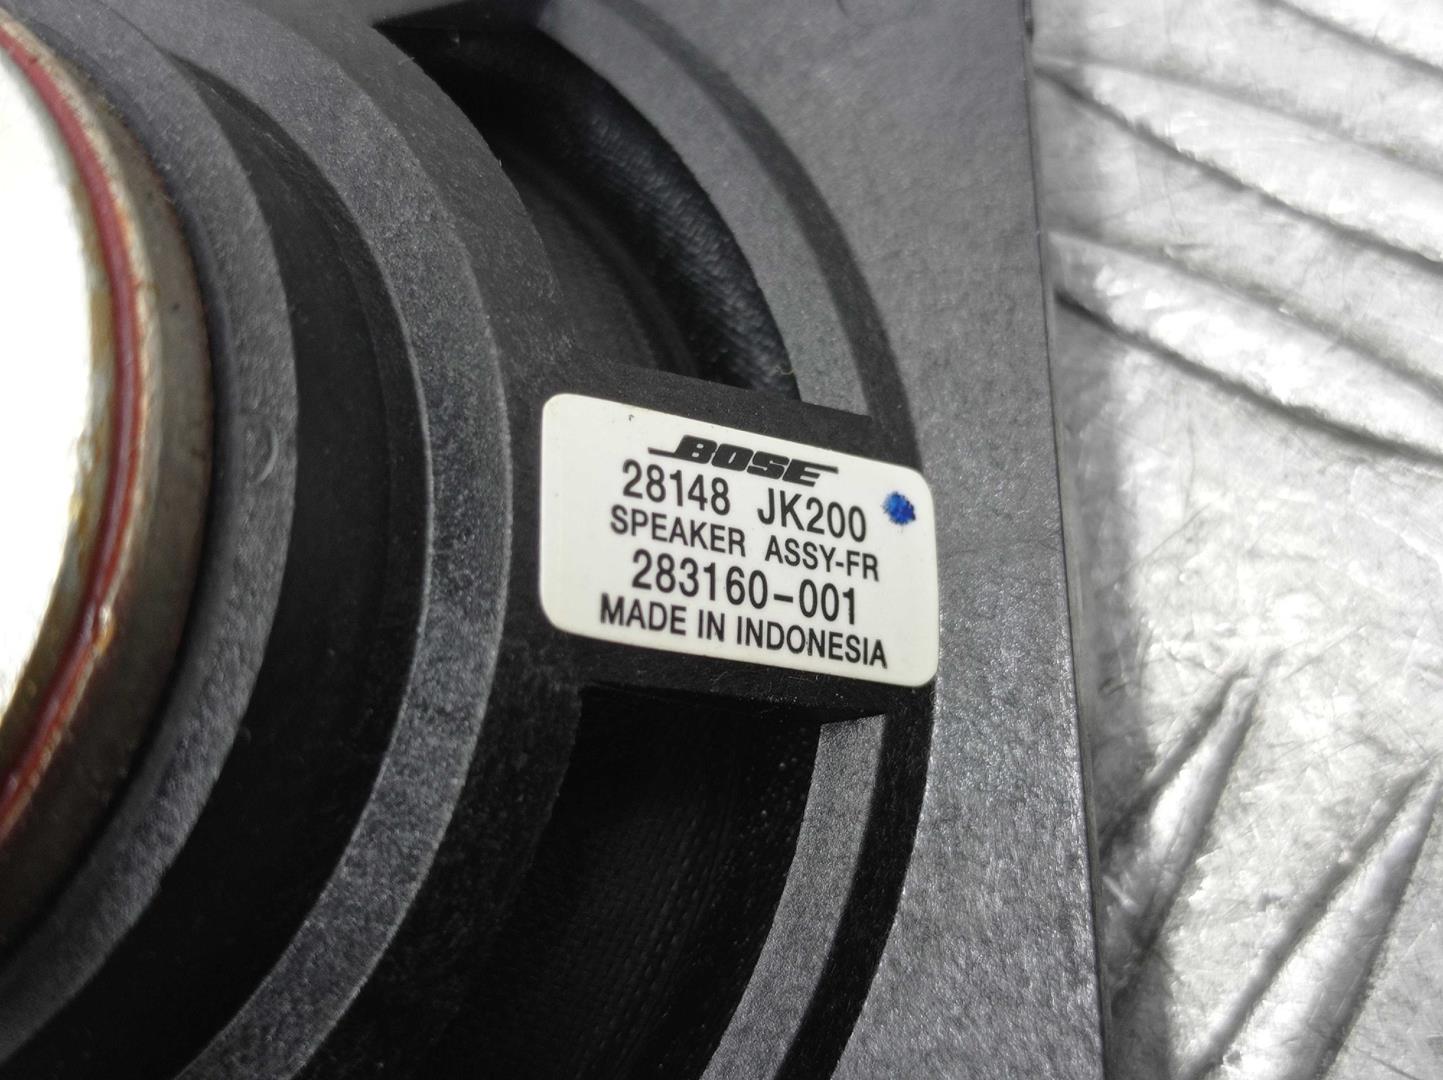 BOSE
28148 JK200
SPEAKER ASSY-FR
283160-001
MADE IN INDONESIA